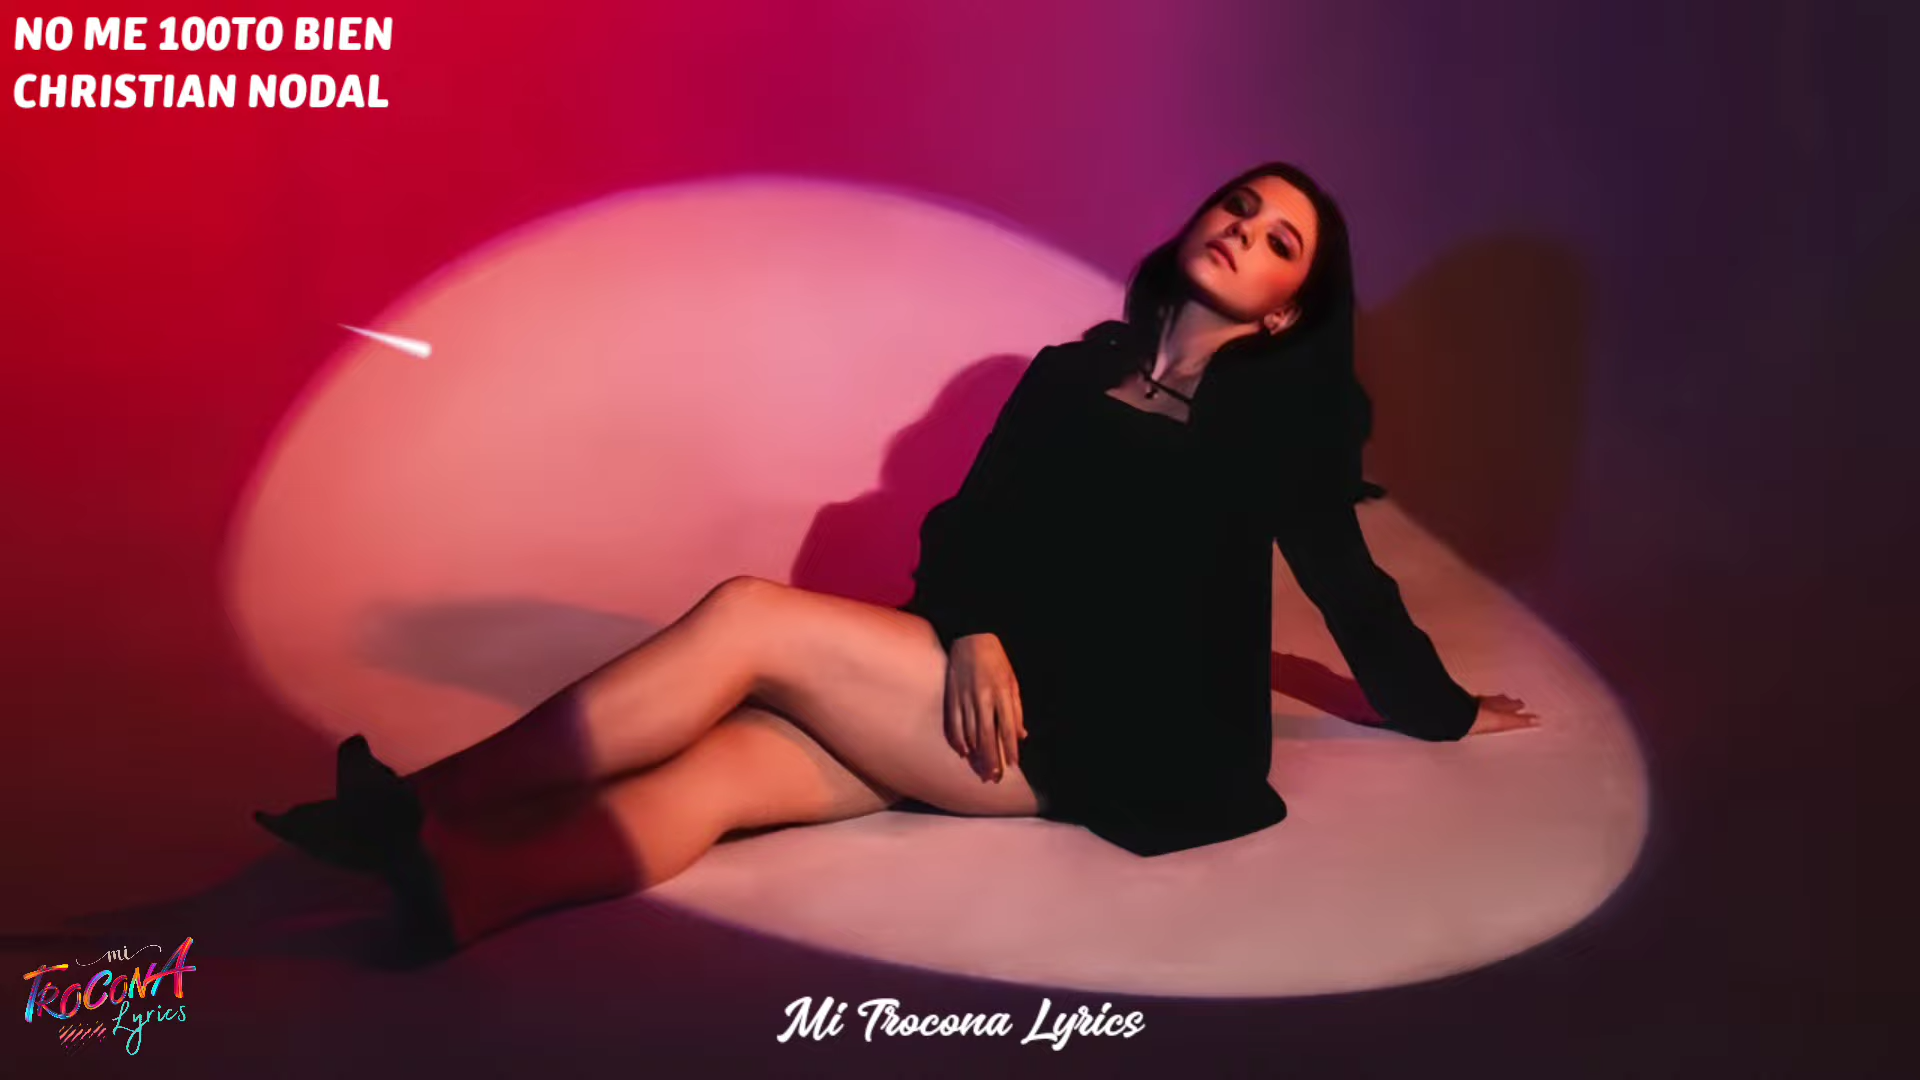 NO ME 100TO BIEN
CHRISTIAN NODAL
mi
TROCONA
Lyrics
Mi Trocona Lyrics